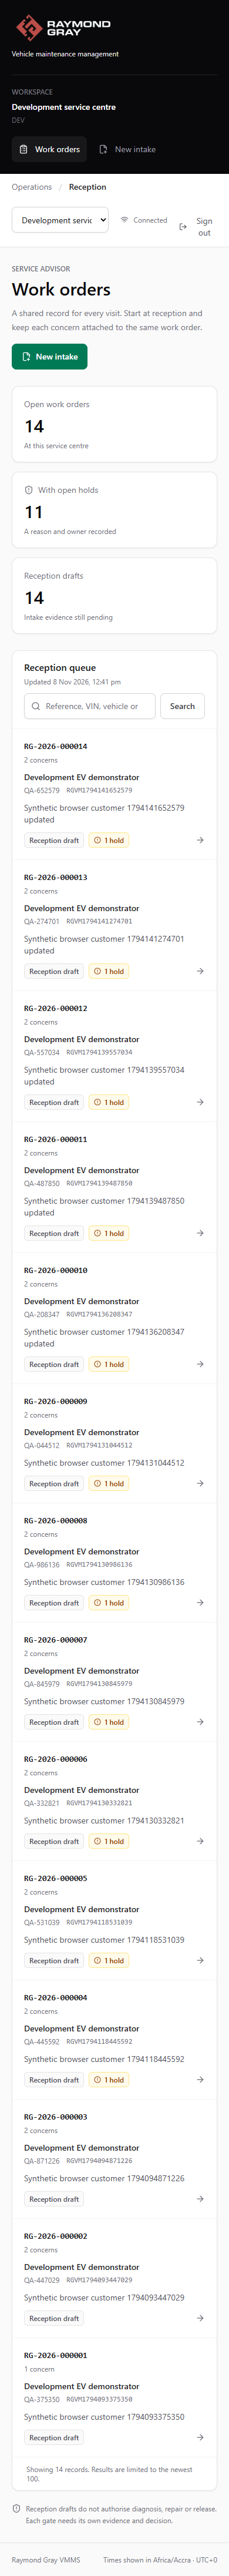 RAYMOND
GRAY
Vehicle maintenance management
WORKSPACE
Development service centre
DEV
Work orders
New intake
Operations / Reception
Development servic
Connected
Sign
out
SERVICE ADVISOR
Work orders
A shared record for every visit. Start at reception and
keep each concern attached to the same work order.
New intake
Open work orders
14
At this service centre
With open holds
11
A reason and owner recorded
Reception drafts
14
Intake evidence still pending
Reception queue
Updated 8 Nov 2026, 12:41 pm
Reference, VIN, vehicle or
Search
RG-2026-000014
2 concerns
Development EV demonstrator
QA-652579 RGVM1794141652579
Synthetic browser customer 1794141652579
updated
Reception draft 1 hold
RG-2026-000013
2 concerns
Development EV demonstrator
QA-274701 RGVM1794141274701
Synthetic browser customer 1794141274701
updated
Reception draft 1 hold
RG-2026-000012
2 concerns
Development EV demonstrator
QA-557034 RGVM1794139557034
Synthetic browser customer 1794139557034
updated
Reception draft 1 hold
RG-2026-000011
2 concerns
Development EV demonstrator
QA-487850 RGVM1794139487850
Synthetic browser customer 1794139487850
updated
Reception draft 1 hold
RG-2026-000010
2 concerns
Development EV demonstrator
QA-208347 RGVM1794136208347
Synthetic browser customer 1794136208347
updated
Reception draft 1 hold
RG-2026-000009
2 concerns
Development EV demonstrator
QA-044512 RGVM1794131044512
Synthetic browser customer 1794131044512
Reception draft 1 hold
RG-2026-000008
2 concerns
Development EV demonstrator
QA-986136 RGVM1794130986136
Synthetic browser customer 1794130986136
Reception draft 1 hold
RG-2026-000007
2 concerns
Development EV demonstrator
QA-845979 RGVM1794130845979
Synthetic browser customer 1794130845979
Reception draft 1 hold
RG-2026-000006
2 concerns
Development EV demonstrator
QA-332821 RGVM1794130332821
Synthetic browser customer 1794130332821
Reception draft 1 hold
RG-2026-000005
2 concerns
Development EV demonstrator
QA-531039 RGVM1794118531039
Synthetic browser customer 1794118531039
Reception draft 1 hold
RG-2026-000004
2 concerns
Development EV demonstrator
QA-445592 RGVM1794118445592
Synthetic browser customer 1794118445592
Reception draft 1 hold
RG-2026-000003
2 concerns
Development EV demonstrator
QA-871226 RGVM1794094871226
Synthetic browser customer 1794094871226
Reception draft
RG-2026-000002
2 concerns
Development EV demonstrator
QA-447029 RGVM1794093447029
Synthetic browser customer 1794093447029
Reception draft
RG-2026-000001
1 concern
Development EV demonstrator
QA-375350 RGVM1794093375350
Synthetic browser customer 1794093375350
Reception draft
Showing 14 records. Results are limited to the newest
100.
Reception drafts do not authorise diagnosis, repair or release.
Each gate needs its own evidence and decision.
Raymond Gray VMMS
Times shown in Africa/Accra · UTC+0